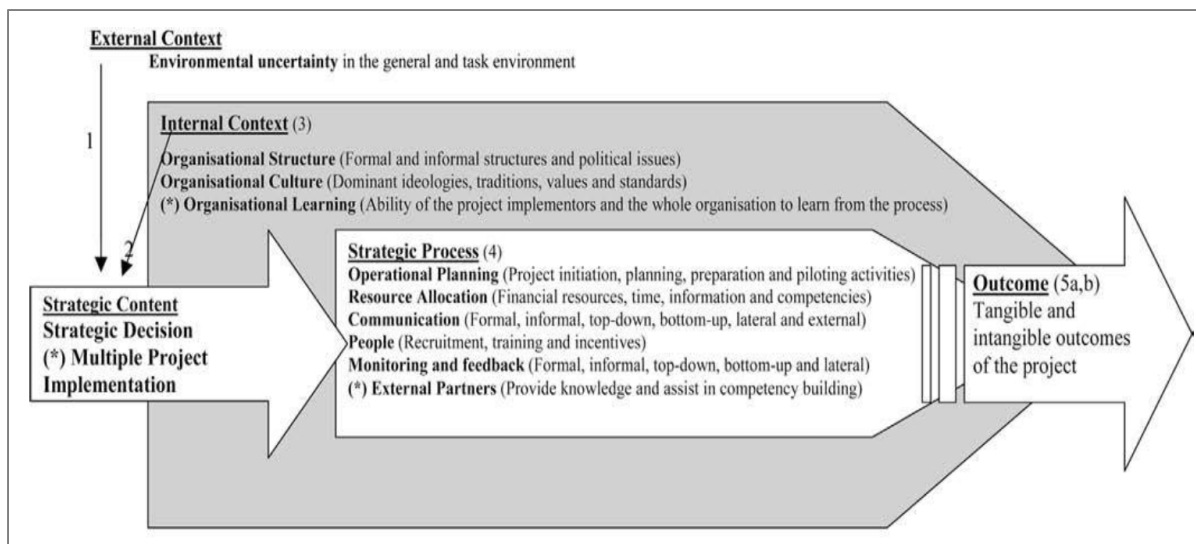 External Context
Environmental uncertainty in the general and task environment
1
Internal Context (3)
Organisational Structure (Formal and informal structures and political issues)
Organisational Culture (Dominant ideologies, traditions, values and standards)
(*) Organisational Learning (Ability of the project implementors and the whole organisation to learn from the process)
2
Strategic Content
Strategic Decision
(*) Multiple Project
Implementation
Strategic Process (4)
Operational Planning (Project initiation, planning, preparation and piloting activities)
Resource Allocation (Financial resources, time, information and competencies)
Communication (Formal, informal, top-down, bottom-up, lateral and external)
People (Recruitment, training and incentives)
Monitoring and feedback (Formal, informal, top-down, bottom-up and lateral)
(*) External Partners (Provide knowledge and assist in competency building)
Outcome (5a,b)
Tangible and
intangible outcomes
of the project